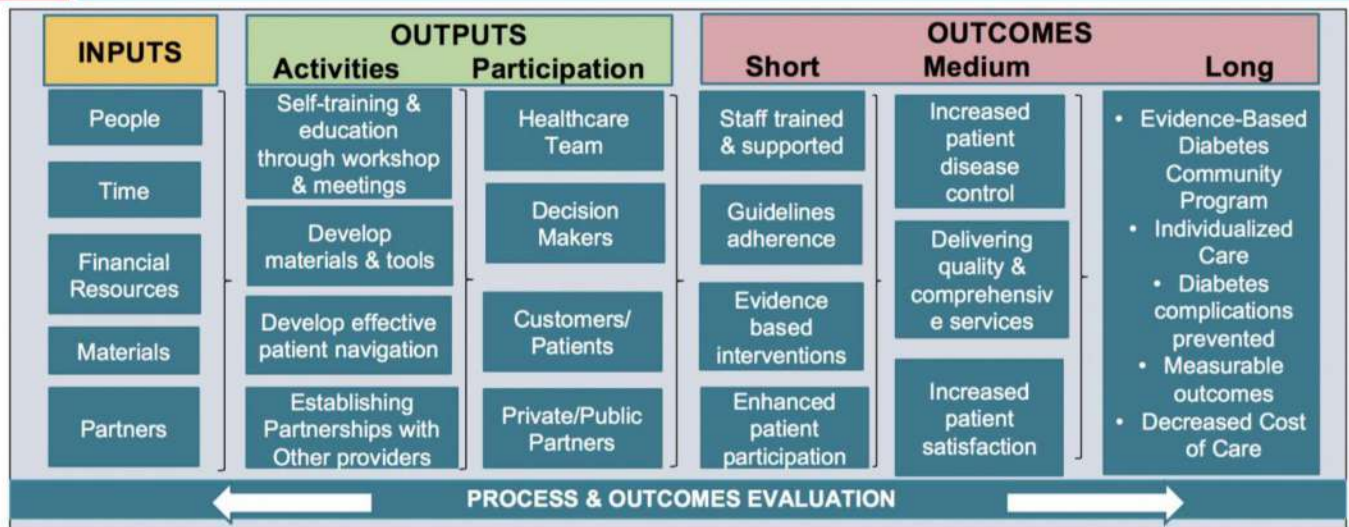 INPUTS
OUTPUTS
Activities
Participation
OUTCOMES
Short
Medium
Long
People
Time
Financial
Resources
Materials
Partners
Self-training &
education
through workshop
& meetings
Develop
materials & tools
Develop effective
patient navigation
Establishing
Partnerships with
Other providers
Healthcare
Team
Decision
Makers
Customers/
Patients
Private/Public
Partners
Staff trained
& supported
Guidelines
adherence
Evidence
based
interventions
Enhanced
patient
participation
Increased
patient
disease
control
Delivering
quality &
comprehensiv
e services
Increased
patient
satisfaction
• Evidence-Based
Diabetes
Community
Program
• Individualized
Care
• Diabetes
complications
prevented
• Measurable
outcomes
• Decreased Cost
of Care
PROCESS & OUTCOMES EVALUATION